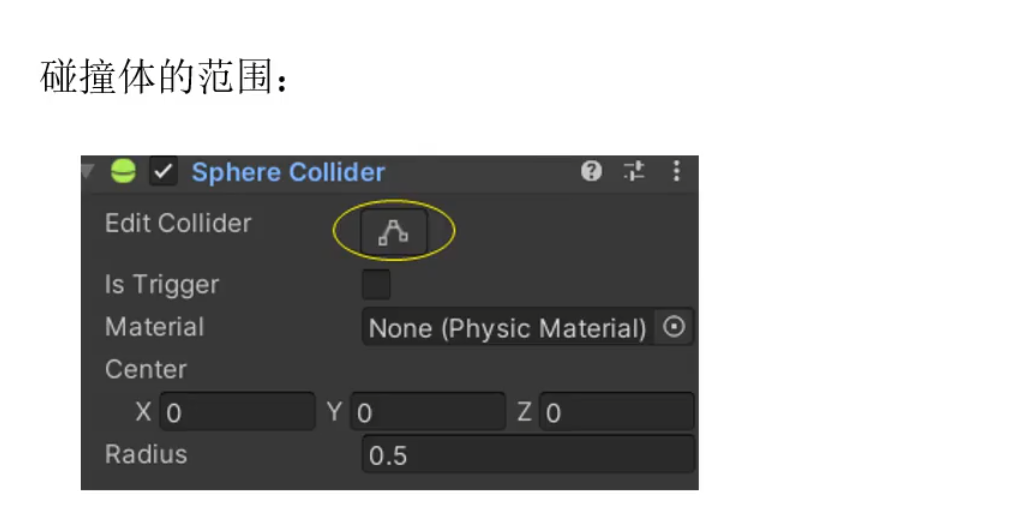 碰撞体的范围：
Sphere Collider
Edit Collider
Is Trigger
Material None (Physic Material)
Center
X 0 Y 0 Z 0
Radius 0.5